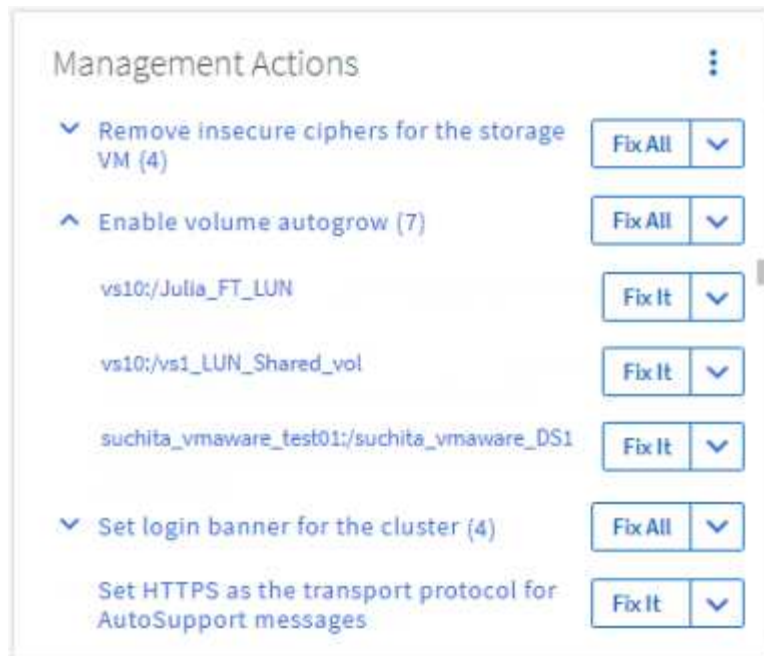 Management Actions
Remove insecure ciphers for the storage
VM (4)
Fix All
Enable volume autogrow (7)
Fix All
vs10:/Julia_FT_LUN
Fix It
vs10:/vs1_LUN_Shared_vol
Fix It
suchita_vmaware_test01:/suchita_vmaware_DS1
Fix It
Set login banner for the cluster (4)
Fix All
Set HTTPS as the transport protocol for
AutoSupport messages
Fix It